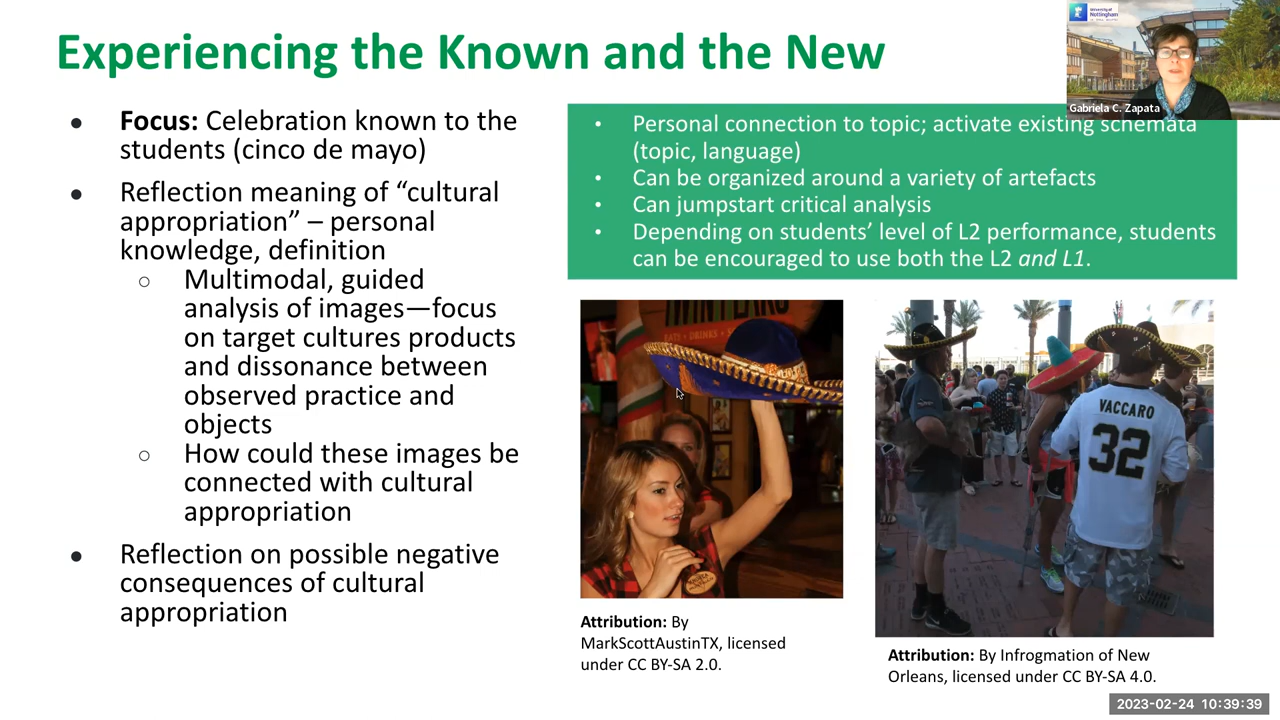 Experiencing the Known and the New
University of
Nottingham
Gabriela C. Zapata
● Focus: Celebration known to the
students (cinco de mayo)
● Reflection meaning of “cultural
appropriation” – personal
knowledge, definition
○ Multimodal, guided
analysis of images—focus
on target cultures products
and dissonance between
observed practice and
objects
○ How could these images be
connected with cultural
appropriation
● Reflection on possible negative
consequences of cultural
appropriation
• Personal connection to topic; activate existing schemata
(topic, language)
• Can be organized around a variety of artefacts
• Can jumpstart critical analysis
• Depending on students’ level of L2 performance, students
can be encouraged to use both the L2 and L1.
TWIN PEAKS
EATS • DRINKS
VACCARO
32
Attribution: By
MarkScottAustinTX, licensed
under CC BY-SA 2.0.
Attribution: By Infrogmation of New
Orleans, licensed under CC BY-SA 4.0.
2023-02-24 10:39:39